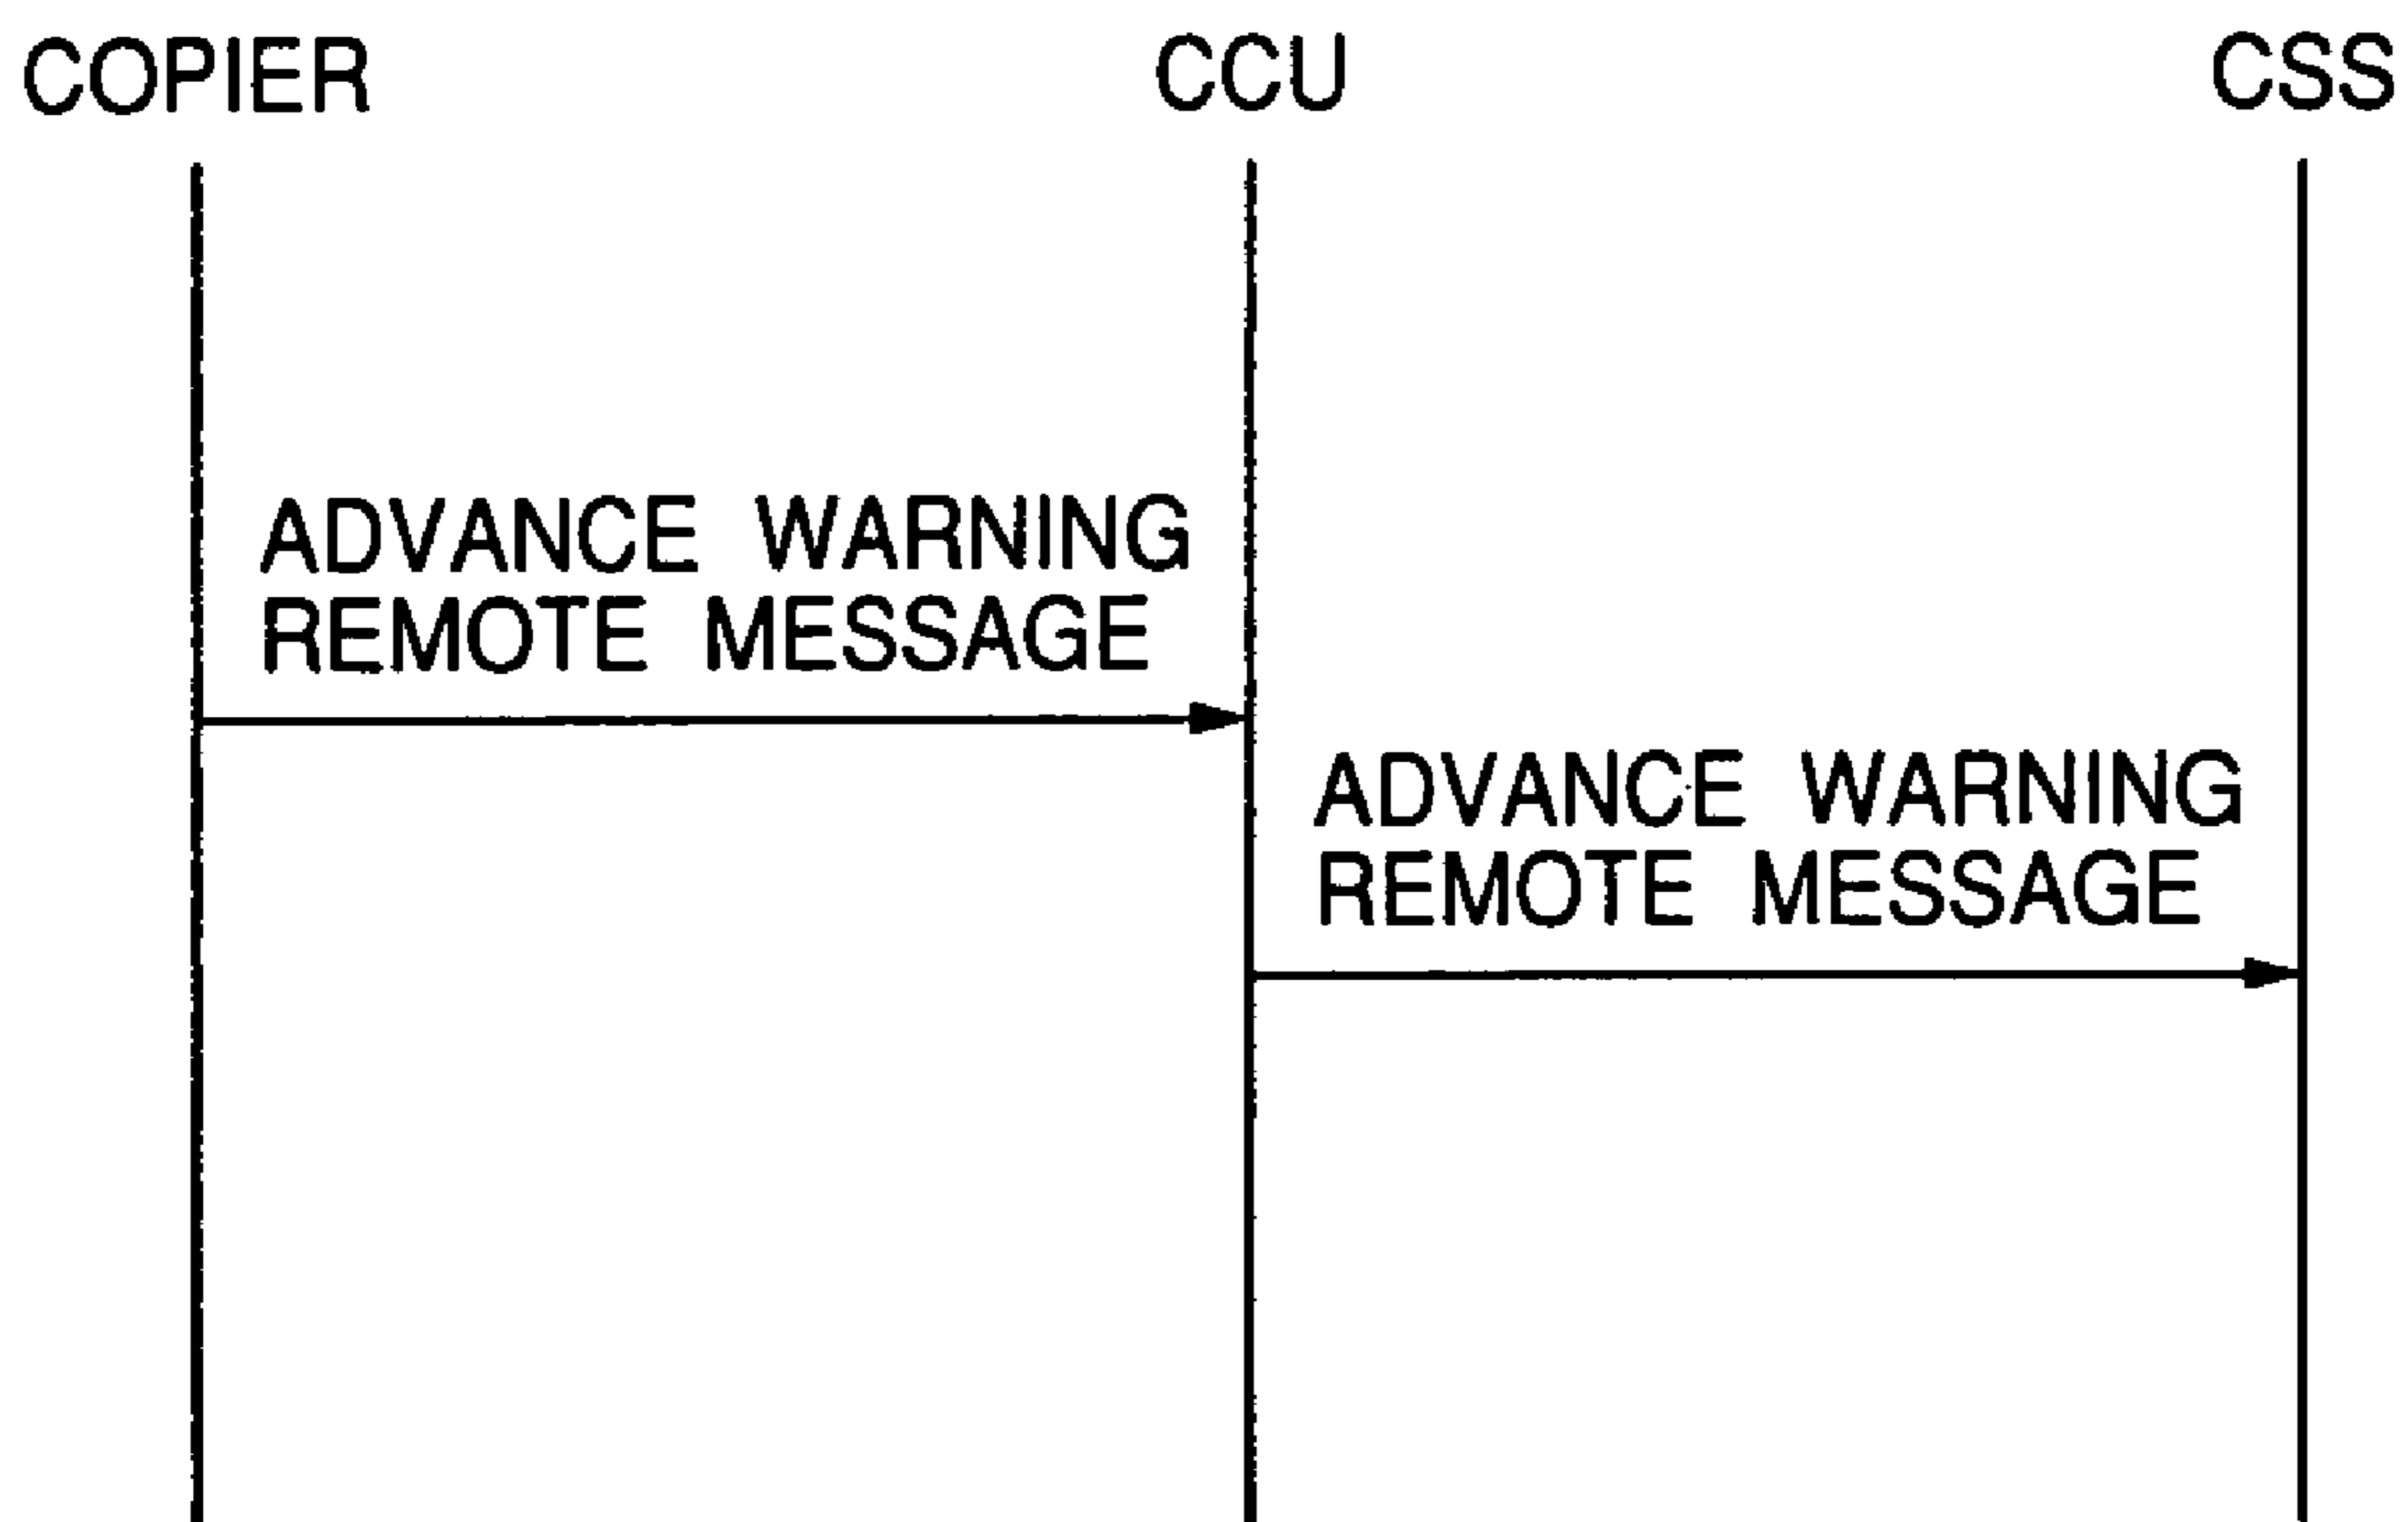 COPIER CCU CSS
ADVANCE WARNING
REMOTE MESSAGE
ADVANCE WARNING
REMOTE MESSAGE